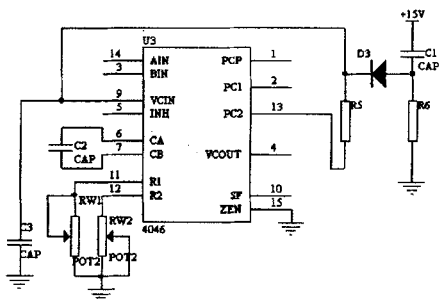 +15V
U3
D3
C1
CAP
14
AIN
PCP
1
3
BIN
PC1
2
9
VCIN
5
INH
PC2
13
R5
R6
6
CA
C2
CAP
7
CB
VCOUT
4
11
R1
12
R2
SF
10
ZEN
15
RW1
RW2
4046
C3
CAP
POT2
POT2